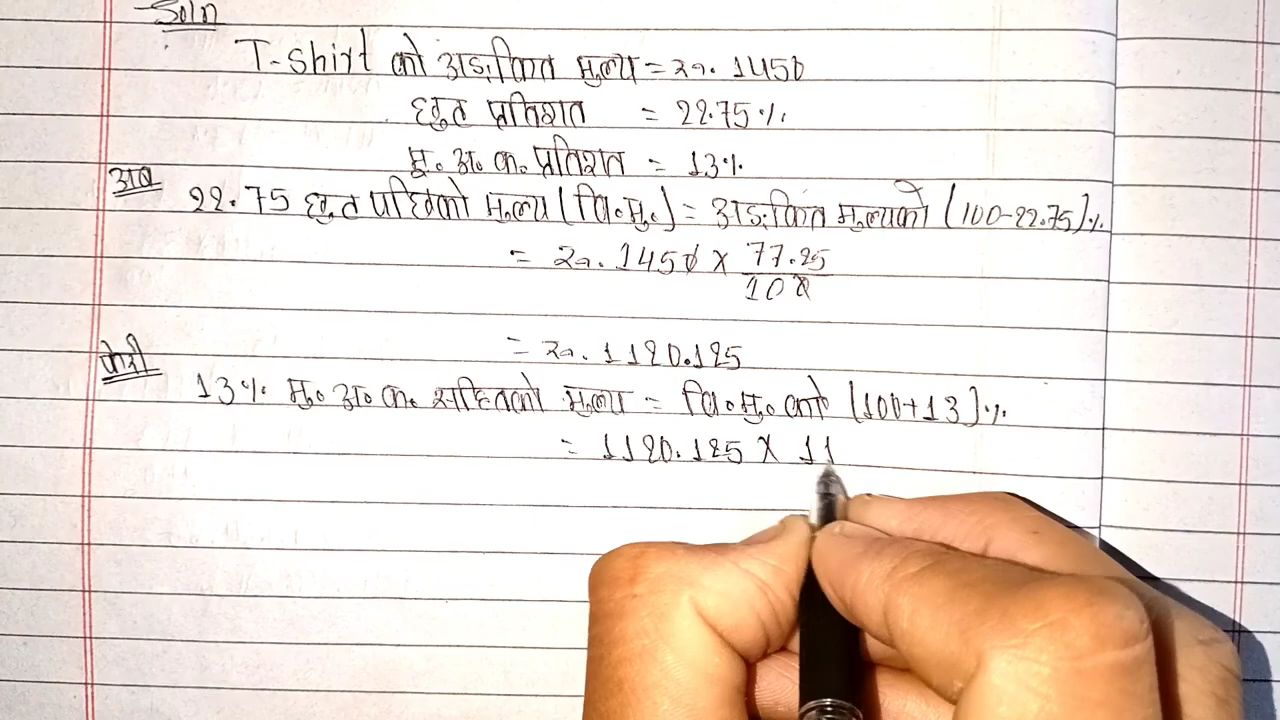 Soln
T-shirt को अङ्कित मुल्य = रु. 1450
छुट प्रतिशत = 22.75%
मु. अ. क. प्रतिशत = 13%
अब
22.75 छुट पछिको मुल्य (वि.मु.) = अङ्कित मुल्यको (100-22.75)%
= रु. 1450 × 77.25
100
= रु. 1120.125
फेरी
13% मु. अ. क. सहितको मुल्य = वि.मु. को (100+13)%
= 1120.125 × 11